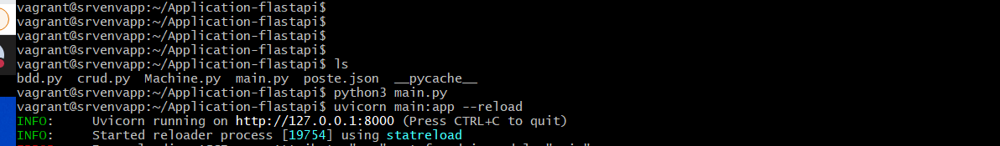 vagrant@srvenvapp:~/Application-flastapi$
vagrant@srvenvapp:~/Application-flastapi$
vagrant@srvenvapp:~/Application-flastapi$
vagrant@srvenvapp:~/Application-flastapi$
vagrant@srvenvapp:~/Application-flastapi$ ls
bdd.py  crud.py  Machine.py  main.py  poste.json  __pycache__
vagrant@srvenvapp:~/Application-flastapi$ python3 main.py
vagrant@srvenvapp:~/Application-flastapi$ uvicorn main:app --reload
INFO:     Uvicorn running on http://127.0.0.1:8000 (Press CTRL+C to quit)
INFO:     Started reloader process [19754] using statreload